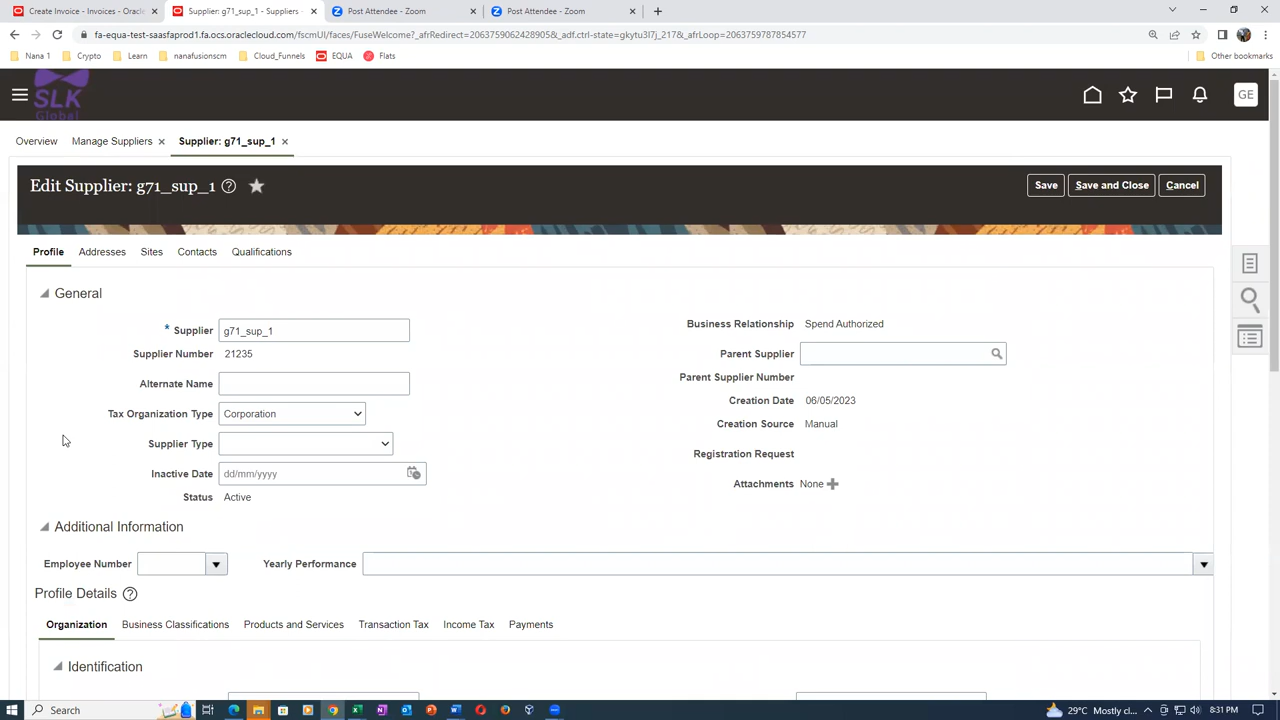 Create Invoice - Invoices - Oracle
Supplier: g71_sup_1 - Suppliers -
Post Attendee - Zoom
Post Attendee - Zoom
fa-equa-test-saasfaprod1.fa.ocs.oraclecloud.com/fscmUI/faces/FuseWelcome?_afrRedirect=20637590628489058&_adf.ctrl-state=gkytu3l7j_217&_afrLoop=20637597878545777
Nana 1
Crypto
Learn
nanafusionscm
Cloud_Funnels
EQUA
Flats
Other bookmarks
SLK
Global
GE
Overview
Manage Suppliers
Supplier: g71_sup_1
Edit Supplier: g71_sup_1
Save
Save and Close
Cancel
Profile
Addresses
Sites
Contacts
Qualifications
General
* Supplier g71_sup_1
Supplier Number 21235
Alternate Name
Tax Organization Type Corporation
Supplier Type
Inactive Date dd/mm/yyyy
Status Active
Business Relationship Spend Authorized
Parent Supplier
Parent Supplier Number
Creation Date 06/05/2023
Creation Source Manual
Registration Request
Attachments None
Additional Information
Employee Number
Yearly Performance
Profile Details
Organization
Business Classifications
Products and Services
Transaction Tax
Income Tax
Payments
Identification
Search
29°C Mostly cl...
8:31 PM